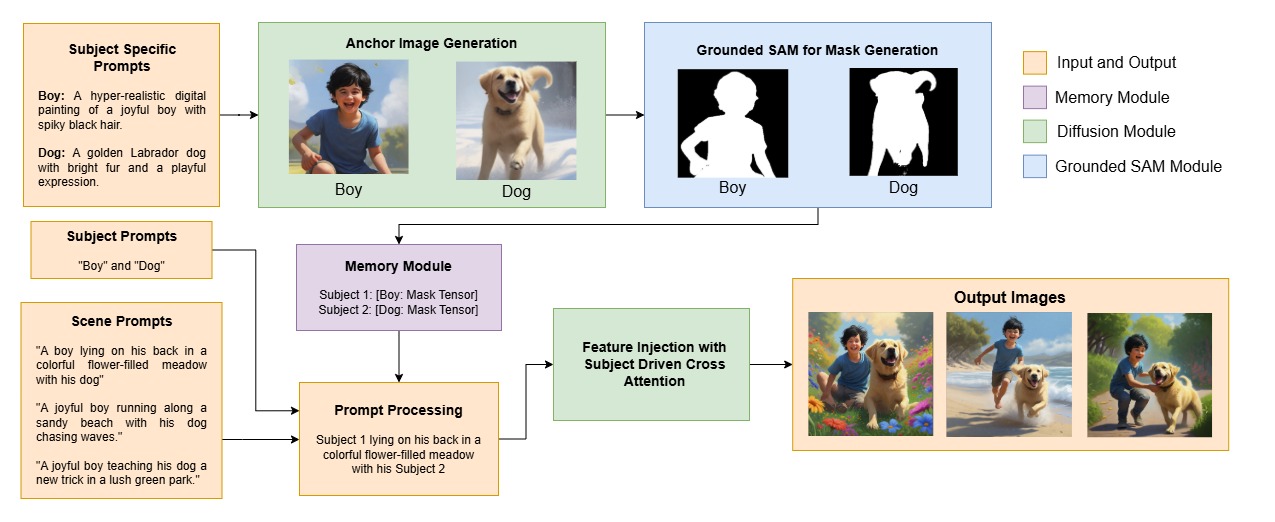 Subject Specific
Prompts
Boy: A hyper-realistic digital
painting of a joyful boy with
spiky black hair.
Dog: A golden Labrador dog
with bright fur and a playful
expression.
Anchor Image Generation
Boy
Dog
Grounded SAM for Mask Generation
Boy
Dog
Input and Output
Memory Module
Diffusion Module
Grounded SAM Module
Subject Prompts
"Boy" and "Dog"
Memory Module
Subject 1: [Boy: Mask Tensor]
Subject 2: [Dog: Mask Tensor]
Scene Prompts
"A boy lying on his back in a
colorful flower-filled meadow
with his dog"
"A joyful boy running along a
sandy beach with his dog
chasing waves."
"A joyful boy teaching his dog a
new trick in a lush green park."
Prompt Processing
Subject 1 lying on his back in a
colorful flower-filled meadow
with his Subject 2
Feature Injection with
Subject Driven Cross
Attention
Output Images